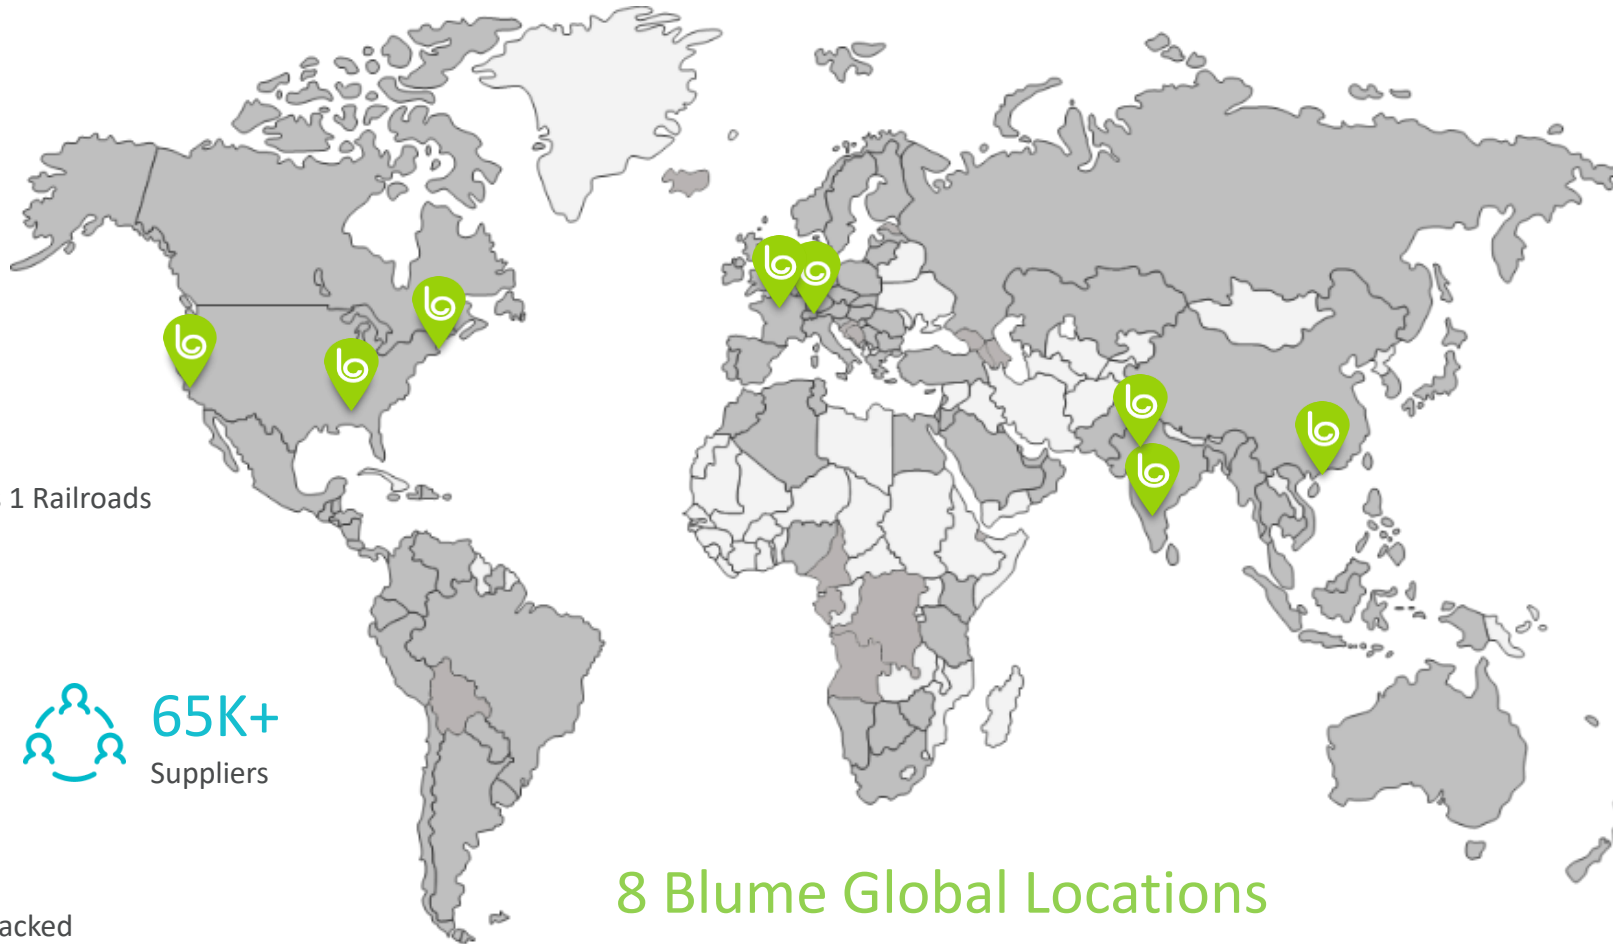 1 Railroads
65K+
Suppliers
8 Blume Global Locations
acked